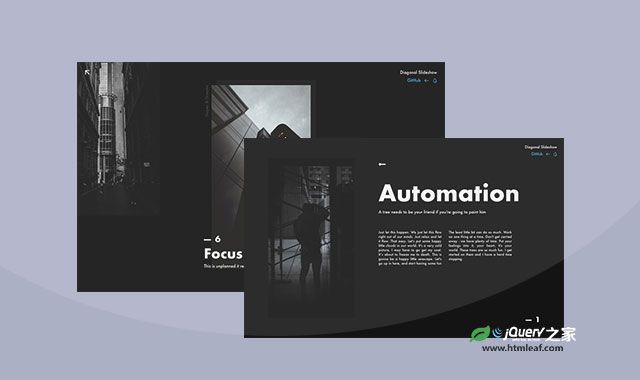 Diagonal Slideshow
GitHub
— 6
Focus
This is unplanned it re
Diagonal Slideshow
GitHub
Automation
A tree needs to be your friend if you're going to paint him
Just let this happen. We just let this flow
right out of our minds. Just relax and let
it flow. That easy. Let's put some happy
little clouds in our world. It's a very cold
picture, I may have to go get my coat.
It's about to freeze me to death. This is
gonna be a happy little seascape. Let's
go up in here, and start having some fun
The least little bit can do so much. Work
on one thing at a time. Don't get carried
away - we have plenty of time. Put your
feelings into it, your heart, it's your
world. These trees are so much fun. I get
started on them and I have a hard time
stopping.
— 1
jQuery之家
www.htmleaf.com